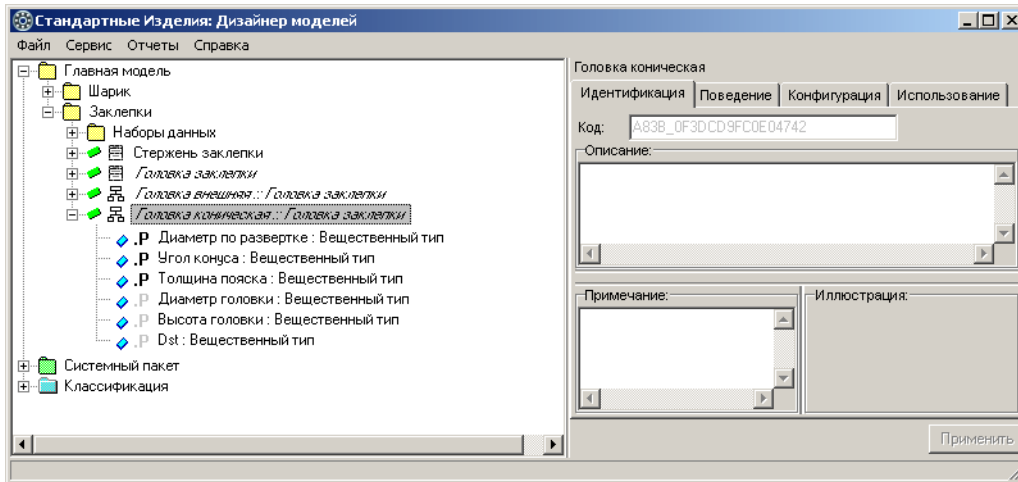 Стандартные Изделия: Дизайнер моделей
Файл Сервис Отчеты Справка
Главная модель
Шарик
Заклепки
Наборы данных
Стержень заклепки
Головка заклепки
Головка внешняя :: Головка заклепки
Головка коническая :: Головка заклепки
.P Диаметр по развертке : Вещественный тип
.P Угол конуса : Вещественный тип
.P Толщина пояска : Вещественный тип
.P Диаметр головки : Вещественный тип
.P Высота головки : Вещественный тип
.P Dst : Вещественный тип
Системный пакет
Классификация
Головка коническая
Идентификация Поведение Конфигурация Использование
Код: A83B_0F3DCD9FC0E04742
Описание:
Примечание: Иллюстрация:
Применить